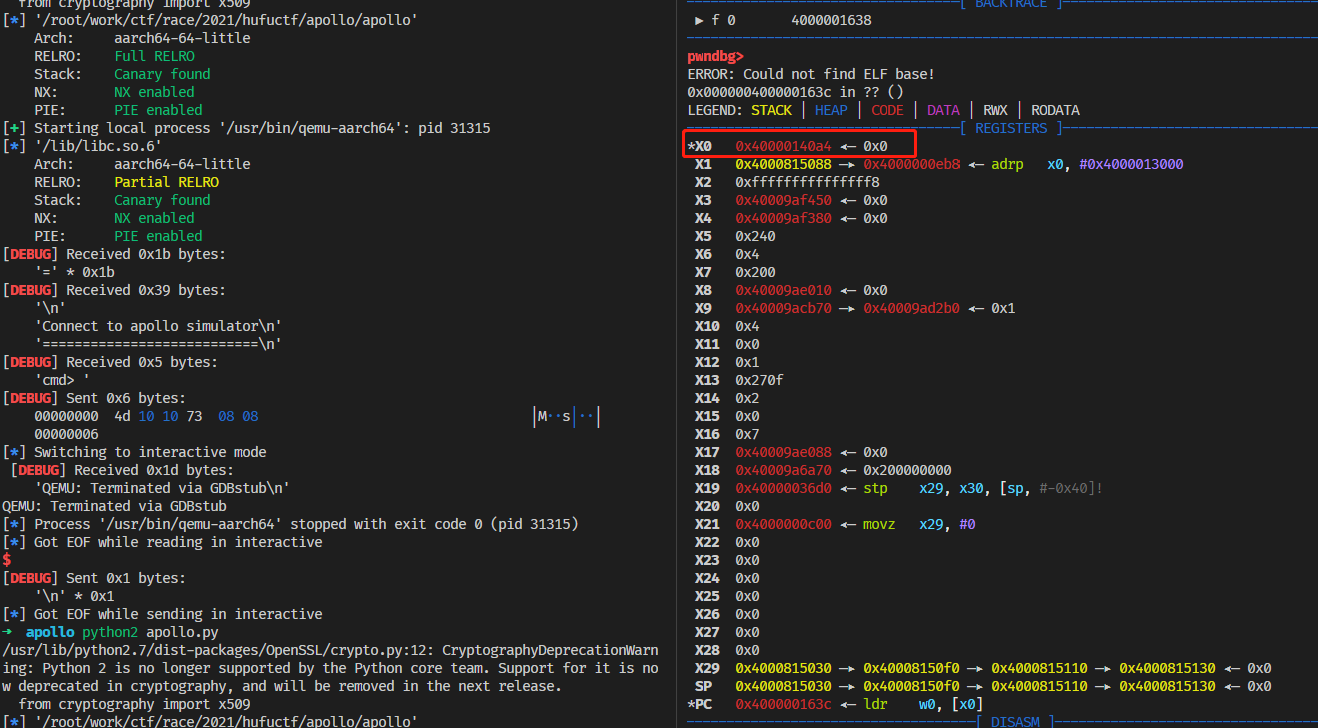 from cryptography import x509
[*] '/root/work/ctf/race/2021/hufuctf/apollo/apollo'
    Arch:     aarch64-64-little
    RELRO:    Full RELRO
    Stack:    Canary found
    NX:       NX enabled
    PIE:      PIE enabled
[+] Starting local process '/usr/bin/qemu-aarch64': pid 31315
[*] '/lib/libc.so.6'
    Arch:     aarch64-64-little
    RELRO:    Partial RELRO
    Stack:    Canary found
    NX:       NX enabled
    PIE:      PIE enabled
[DEBUG] Received 0x1b bytes:
    '=' * 0x1b
[DEBUG] Received 0x39 bytes:
    '\n'
    'Connect to apollo simulator\n'
    '===========================\n'
[DEBUG] Received 0x5 bytes:
    'cmd> '
[DEBUG] Sent 0x6 bytes:
    00000000  4d 10 10 73  08 08    │M··s│··│
    00000006
[*] Switching to interactive mode
 [DEBUG] Received 0x1d bytes:
    'QEMU: Terminated via GDBstub\n'
QEMU: Terminated via GDBstub
[*] Process '/usr/bin/qemu-aarch64' stopped with exit code 0 (pid 31315)
[*] Got EOF while reading in interactive
$
[DEBUG] Sent 0x1 bytes:
    '\n' * 0x1
[*] Got EOF while sending in interactive
→  apollo python2 apollo.py
/usr/lib/python2.7/dist-packages/OpenSSL/crypto.py:12: CryptographyDeprecationWarn
ing: Python 2 is no longer supported by the Python core team. Support for it is no
w deprecated in cryptography, and will be removed in the next release.
  from cryptography import x509
[*] '/root/work/ctf/race/2021/hufuctf/apollo/apollo'
[ BACKTRACE ]
► f 0       4000001638
pwndbg>
ERROR: Could not find ELF base!
0x000000400000163c in ?? ()
LEGEND: STACK | HEAP | CODE | DATA | RWX | RODATA
[ REGISTERS ]
*X0   0x40000140a4 ◂— 0x0
 X1   0x4000815088 —▸ 0x4000000eb8 ◂— adrp   x0, #0x4000013000
 X2   0xfffffffffffffff8
 X3   0x40009af450 ◂— 0x0
 X4   0x40009af380 ◂— 0x0
 X5   0x240
 X6   0x4
 X7   0x200
 X8   0x40009ae010 ◂— 0x0
 X9   0x40009acb70 —▸ 0x40009ad2b0 ◂— 0x1
 X10  0x4
 X11  0x0
 X12  0x1
 X13  0x270f
 X14  0x2
 X15  0x0
 X16  0x7
 X17  0x40009ae088 ◂— 0x0
 X18  0x40009a6a70 ◂— 0x200000000
 X19  0x40000036d0 ◂— stp    x29, x30, [sp, #-0x40]!
 X20  0x0
 X21  0x4000000c00 ◂— movz   x29, #0
 X22  0x0
 X23  0x0
 X24  0x0
 X25  0x0
 X26  0x0
 X27  0x0
 X28  0x0
 X29  0x4000815030 —▸ 0x40008150f0 —▸ 0x4000815110 —▸ 0x4000815130 ◂— 0x0
 SP   0x4000815030 —▸ 0x40008150f0 —▸ 0x4000815110 —▸ 0x4000815130 ◂— 0x0
*PC   0x400000163c ◂— ldr    w0, [x0]
[ DISASM ]